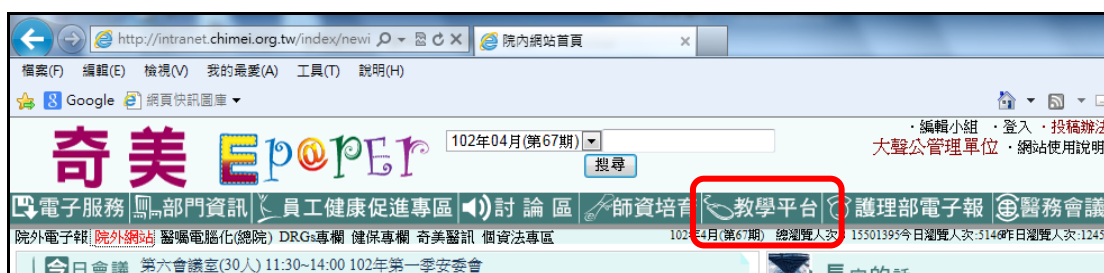 http://intranet.chimei.org.tw/index/newi
院內網站首頁
檔案(F) 編輯(E) 檢視(V) 我的最愛(A) 工具(T) 說明(H)
Google 網頁快訊圖庫
奇美 EpapEr
102年04月(第67期)
搜尋
・編輯小組 ・登入 ・投稿辦法
大聲公管理單位 ・網站使用說明
電子服務 部門資訊 員工健康促進專區 討論區 師資培育 教學平台 護理部電子報 醫務會議
院外電子報 院外網站 醫囑電腦化(總院) DRGs專欄 健保專欄 奇美醫訊 個資法專區 102年4月(第67期) 總瀏覽人次: 15501395今日瀏覽人次:5146昨日瀏覽人次:1245
今日會議 第六會議室(30人) 11:30~14:00 102年第一季安委會